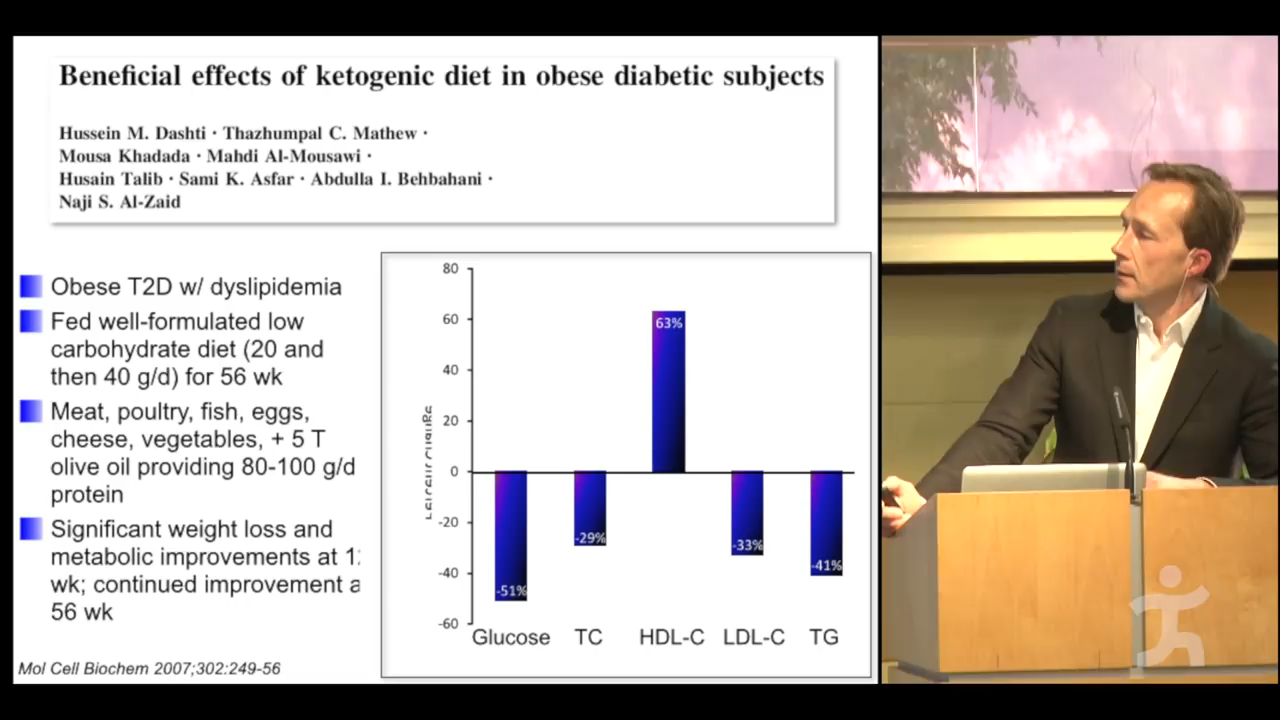 Beneficial effects of ketogenic diet in obese diabetic subjects
Hussein M. Dashti · Thazhumpal C. Mathew ·
Mousa Khadada · Mahdi Al-Mousawi ·
Husain Talib · Sami K. Asfar · Abdulla I. Behbahani ·
Naji S. Al-Zaid
Obese T2D w/ dyslipidemia
Fed well-formulated low
carbohydrate diet (20 and
then 40 g/d) for 56 wk
Meat, poultry, fish, eggs,
cheese, vegetables, + 5 T
olive oil providing 80-100 g/d
protein
Significant weight loss and
metabolic improvements at
wk; continued improvement
56 wk
Mol Cell Biochem 2007;302:249-56
80
60
40
20
0
-20
-40
-60
63%
-51%
-29%
-33%
-41%
Glucose TC HDL-C LDL-C TG